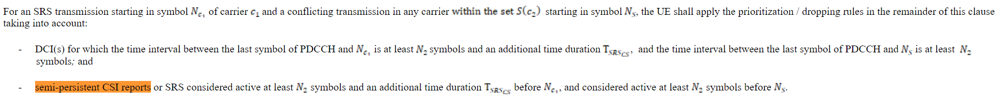 For an SRS transmission starting in symbol N_{c_1} of carrier c_1 and a conflicting transmission in any carrier within the set S(c_2) starting in symbol N_S, the UE shall apply the prioritization / dropping rules in the remainder of this clause
taking into account:
- DCI(s) for which the time interval between the last symbol of PDCCH and N_{c_1} is at least N_2 symbols and an additional time duration T_{SRS_{CS}}, and the time interval between the last symbol of PDCCH and N_S is at least N_2
symbols; and
- semi-persistent CSI reports or SRS considered active at least N_2 symbols and an additional time duration T_{SRS_{CS}} before N_{c_1}, and considered active at least N_2 symbols before N_S.